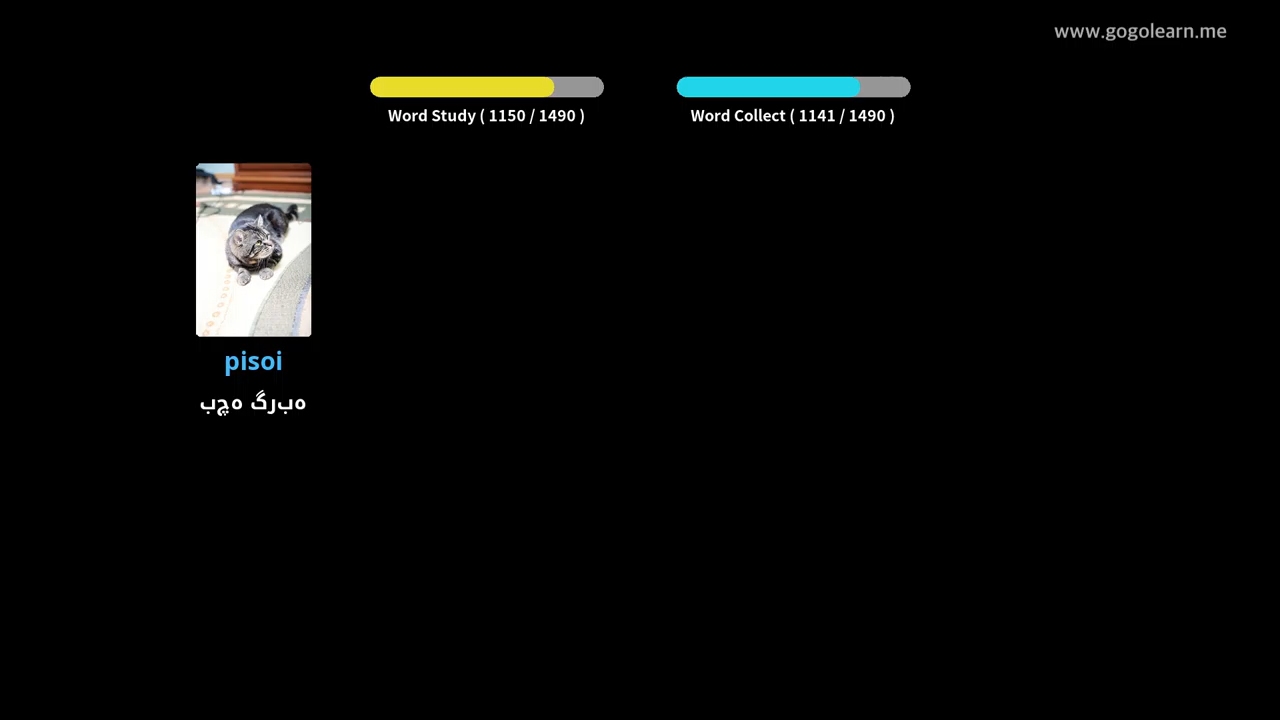 www.gogolearn.me
Word Study ( 1150 / 1490 )
Word Collect ( 1141 / 1490 )
pisoi
بچه گربه